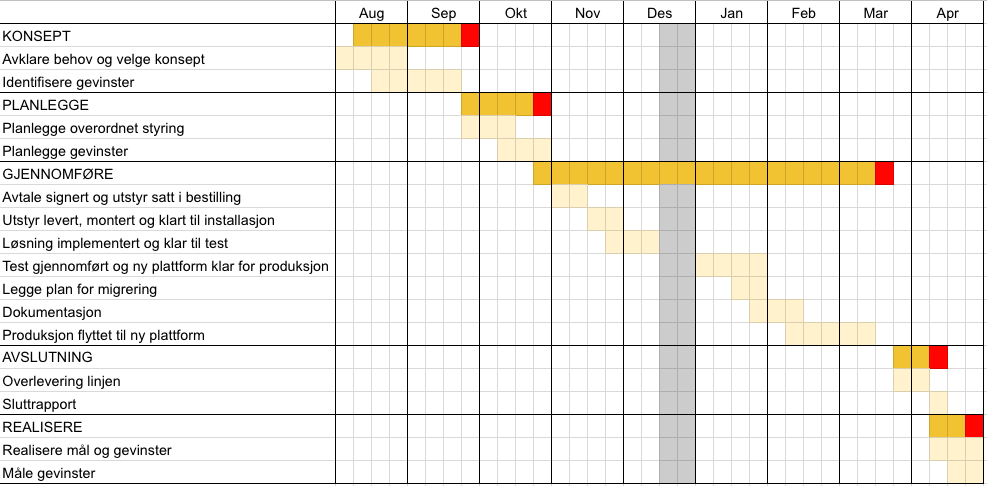 Aug Sep Okt Nov Des Jan Feb Mar Apr
KONSEPT
Avklare behov og velge konsept
Identifisere gevinster
PLANLEGGE
Planlegge overordnet styring
Planlegge gevinster
GJENNOMFØRE
Avtale signert og utstyr satt i bestilling
Utstyr levert, montert og klart til installasjon
Løsning implementert og klar til test
Test gjennomført og ny plattform klar for produksjon
Legge plan for migrering
Dokumentasjon
Produksjon flyttet til ny plattform
AVSLUTNING
Overlevering linjen
Sluttrapport
REALISERE
Realisere mål og gevinster
Måle gevinster